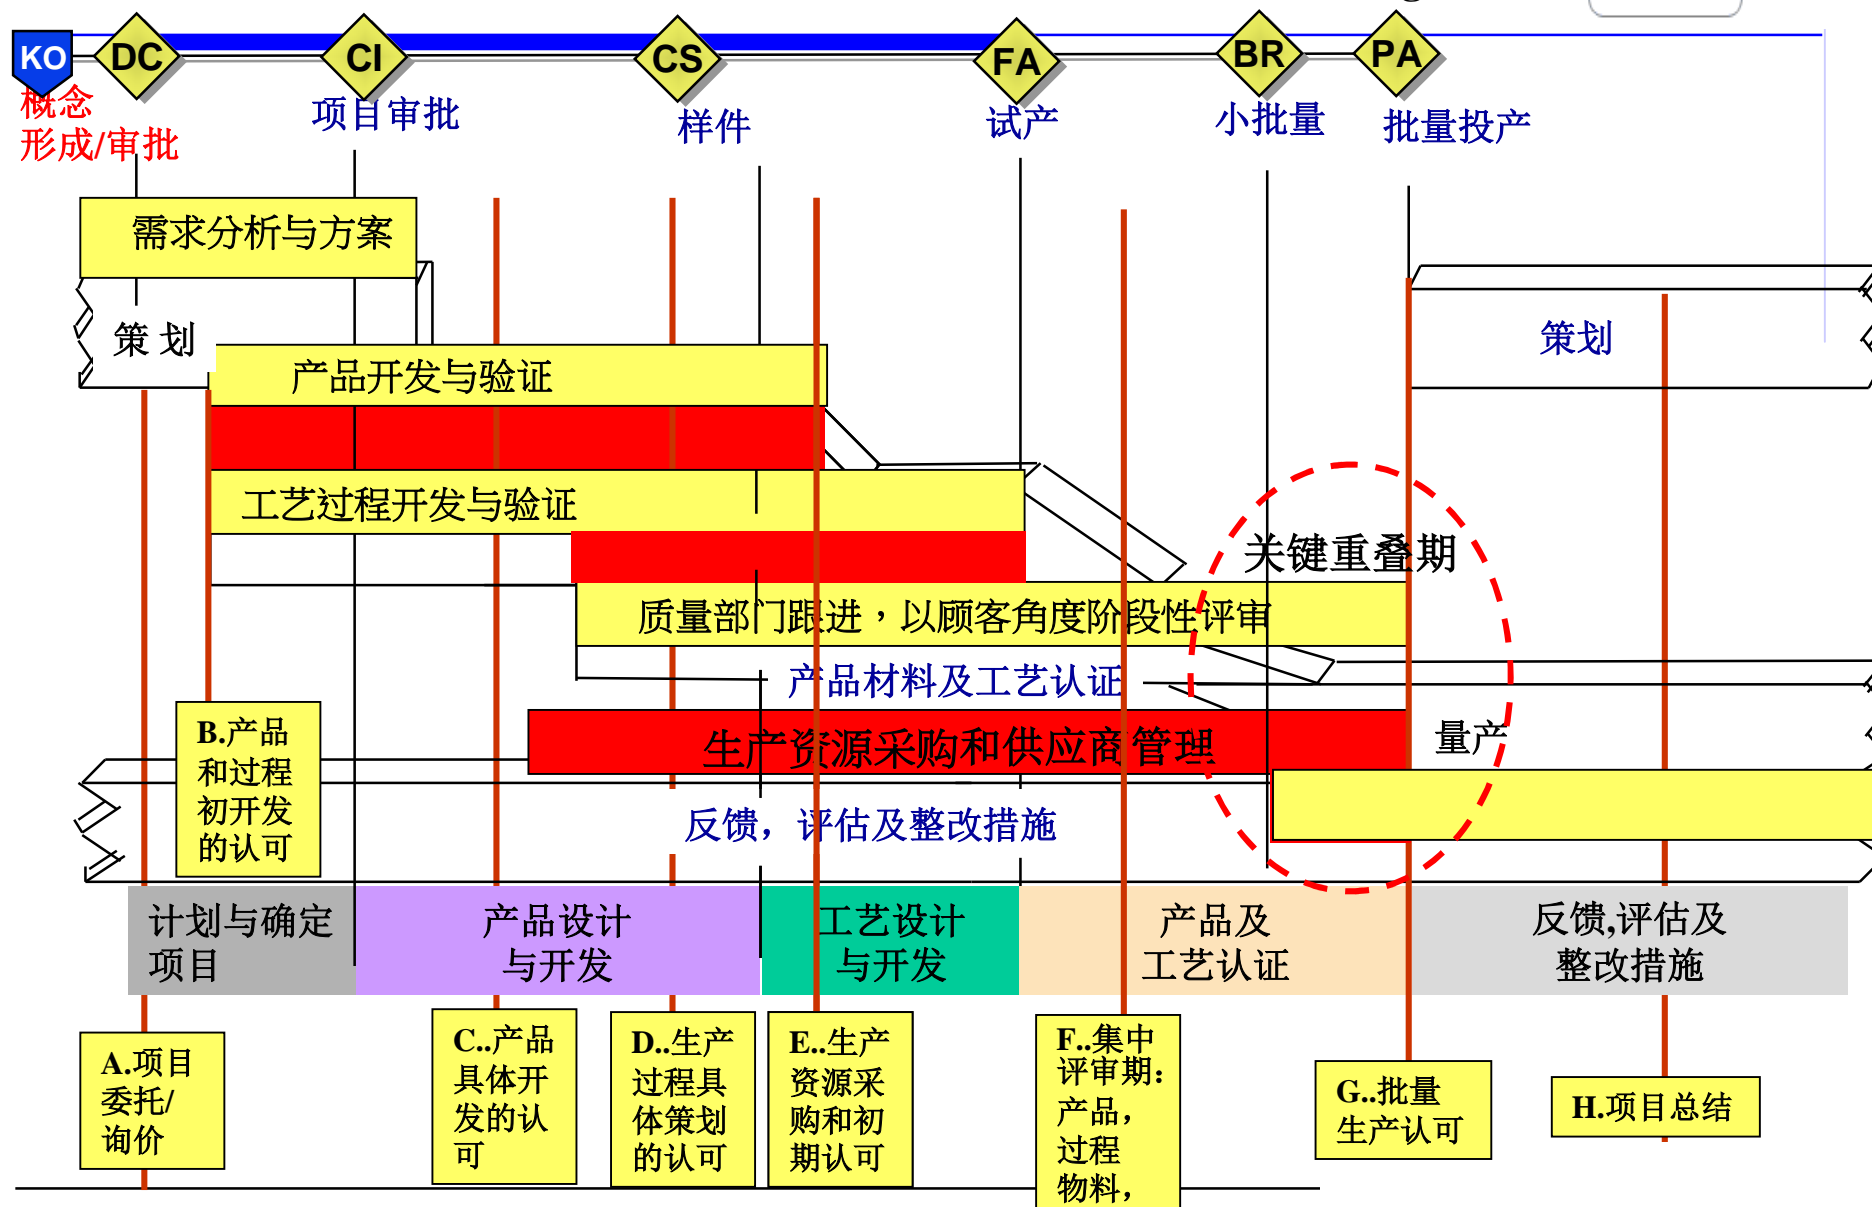 KO
DC
CI
CS
FA
BR
PA
概念
形成/审批
项目审批
样件
试产
小批量
批量投产
需求分析与方案
策 划
策划
产品开发与验证
工艺过程开发与验证
关键重叠期
质量部门跟进，以顾客角度阶段性评审
产品材料及工艺认证
生产资源采购和供应商管理
量产
反馈，评估及整改措施
B.产品
和过程
初开发
的认可
计划与确定
项目
产品设计
与开发
工艺设计
与开发
产品及
工艺认证
反馈,评估及
整改措施
A.项目
委托/
询价
C..产品
具体开
发的认
可
D..生产
过程具
体策划
的认可
E..生产
资源采
购和初
期认可
F..集中
评审期：
产品，
过程
物料，
G..批量
生产认可
H.项目总结